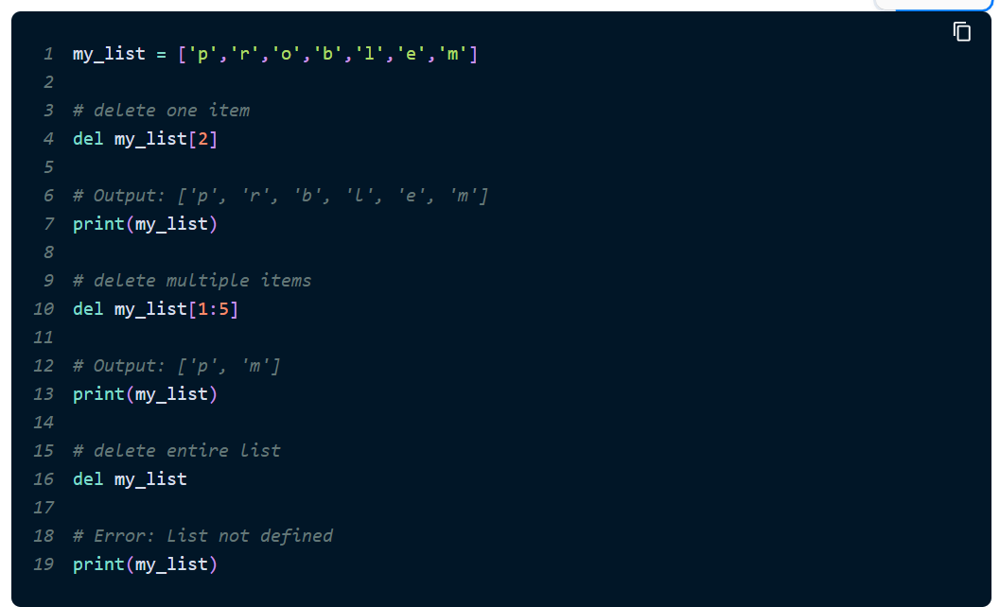 1 my_list = ['p','r','o','b','l','e','m']
2
3 # delete one item
4 del my_list[2]
5
6 # Output: ['p', 'r', 'b', 'l', 'e', 'm']
7 print(my_list)
8
9 # delete multiple items
10 del my_list[1:5]
11
12 # Output: ['p', 'm']
13 print(my_list)
14
15 # delete entire list
16 del my_list
17
18 # Error: List not defined
19 print(my_list)